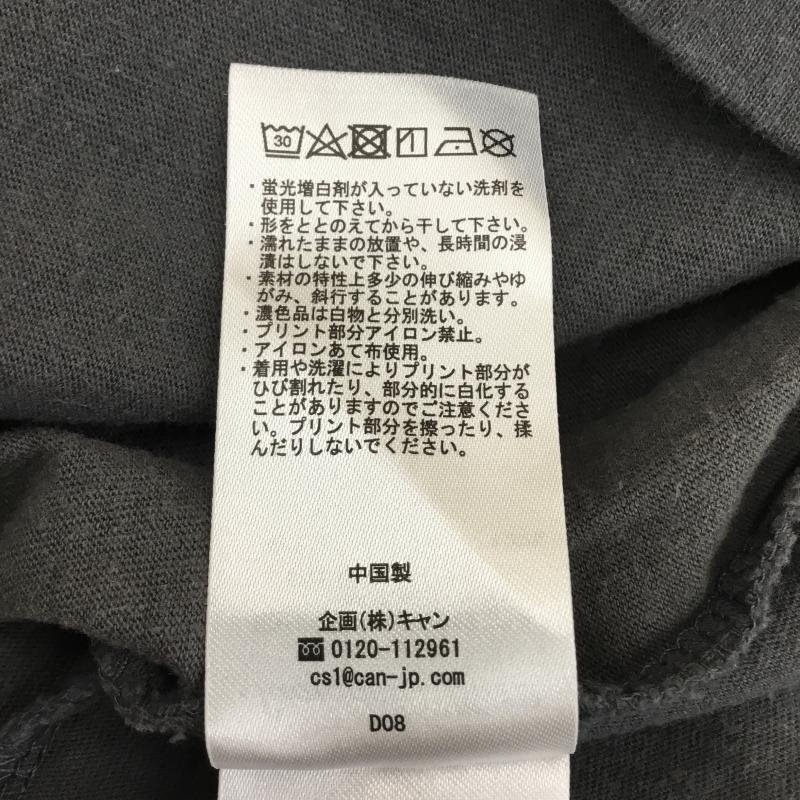 30
・蛍光増白剤が入っていない洗剤を
使用して下さい。
・形をととのえてから干して下さい。
・濡れたままの放置や、長時間の浸
漬はしないで下さい。
・素材の特性上多少の伸び縮みやゆ
がみ、斜行することがあります。
・濃色品は白物と分別洗い。
・プリント部分アイロン禁止。
・アイロンあて布使用。
・着用や洗濯によりプリント部分が
ひび割れたり、部分的に白化する
ことがありますのでご注意くださ
い。プリント部分を擦ったり、揉
んだりしないでください。
中国製
企画(株)キャン
0120-112961
cs1@can-jp.com
D08